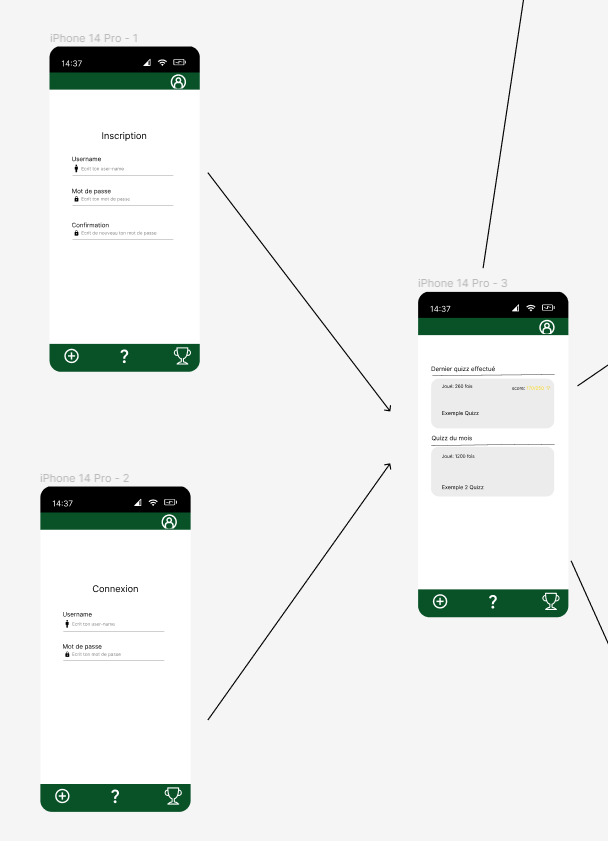 iPhone 14 Pro - 1
14:37
Inscription
Username
Ecrit ton user-name
Mot de passe
Ecrit ton mot de passe
Confirmation
Ecrit de nouveau ton mot de passe
?
iPhone 14 Pro - 2
14:37
Connexion
Username
Ecrit ton user-name
Mot de passe
Ecrit ton mot de passe
?
iPhone 14 Pro - 3
14:37
Dernier quizz effectué
Joué: 260 fois
score:
Exemple Quizz
Quizz du mois
Joué: 1200 fois
Exemple 2 Quizz
?